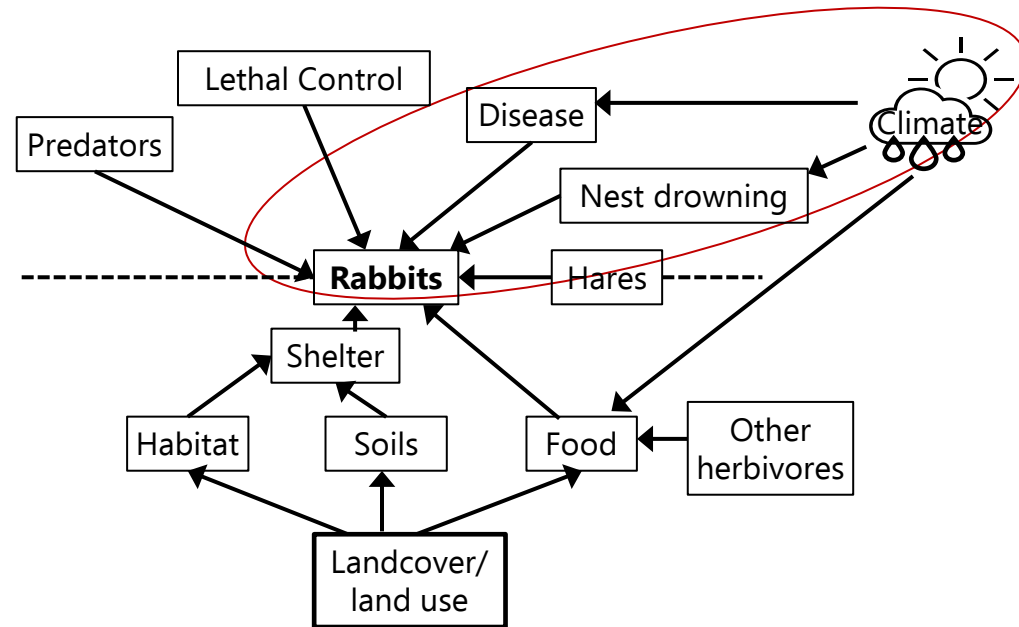 Lethal Control
Disease
Climate
Predators
Nest drowning
Rabbits
Hares
Shelter
Habitat
Soils
Food
Other
herbivores
Landcover/
land use